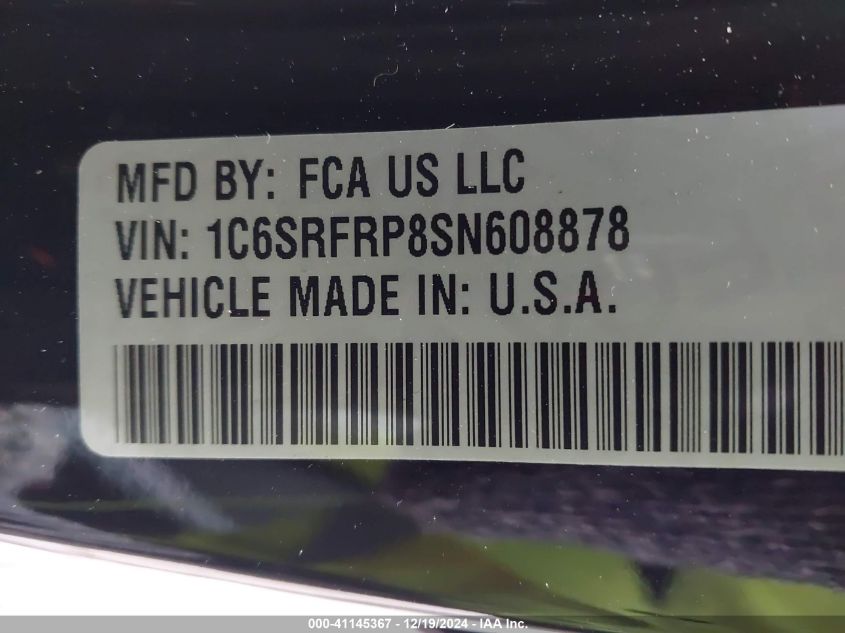 MFD BY: FCA US LLC
VIN: 1C6SRFRP8SN608878
VEHICLE MADE IN: U.S.A.
000-41145367 - 12/19/2024 - IAA Inc.